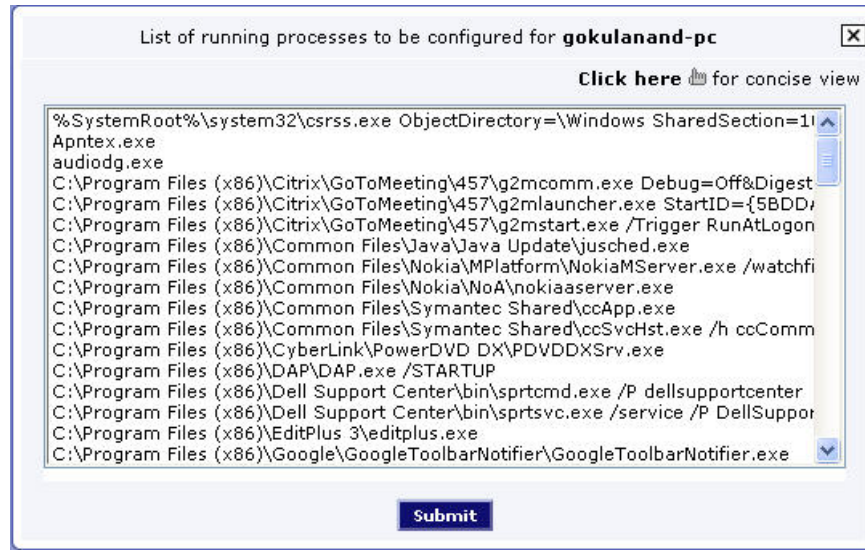 List of running processes to be configured for gokulanand-pc
Click here for concise view
%SystemRoot%\system32\csrss.exe ObjectDirectory=\Windows SharedSection=1
Apntex.exe
audiodg.exe
C:\Program Files (x86)\Citrix\GoToMeeting\457\g2mcomm.exe Debug=Off&Digest
C:\Program Files (x86)\Citrix\GoToMeeting\457\g2mlauncher.exe StartID={5BDD
C:\Program Files (x86)\Citrix\GoToMeeting\457\g2mstart.exe /Trigger RunAtLogon
C:\Program Files (x86)\Common Files\Java\Java Update\jusched.exe
C:\Program Files (x86)\Common Files\Nokia\MPlatform\NokiaMServer.exe /watchfi
C:\Program Files (x86)\Common Files\Nokia\NoA\nokiaaserver.exe
C:\Program Files (x86)\Common Files\Symantec Shared\ccApp.exe
C:\Program Files (x86)\Common Files\Symantec Shared\ccSvcHst.exe /h ccComm
C:\Program Files (x86)\CyberLink\PowerDVD DX\PDVDDXSrv.exe
C:\Program Files (x86)\DAP\DAP.exe /STARTUP
C:\Program Files (x86)\Dell Support Center\bin\sprtcmd.exe /P dellsupportcenter
C:\Program Files (x86)\Dell Support Center\bin\sprtsvc.exe /service /P DellSuppor
C:\Program Files (x86)\EditPlus 3\editplus.exe
C:\Program Files (x86)\Google\GoogleToolbarNotifier\GoogleToolbarNotifier.exe
Submit